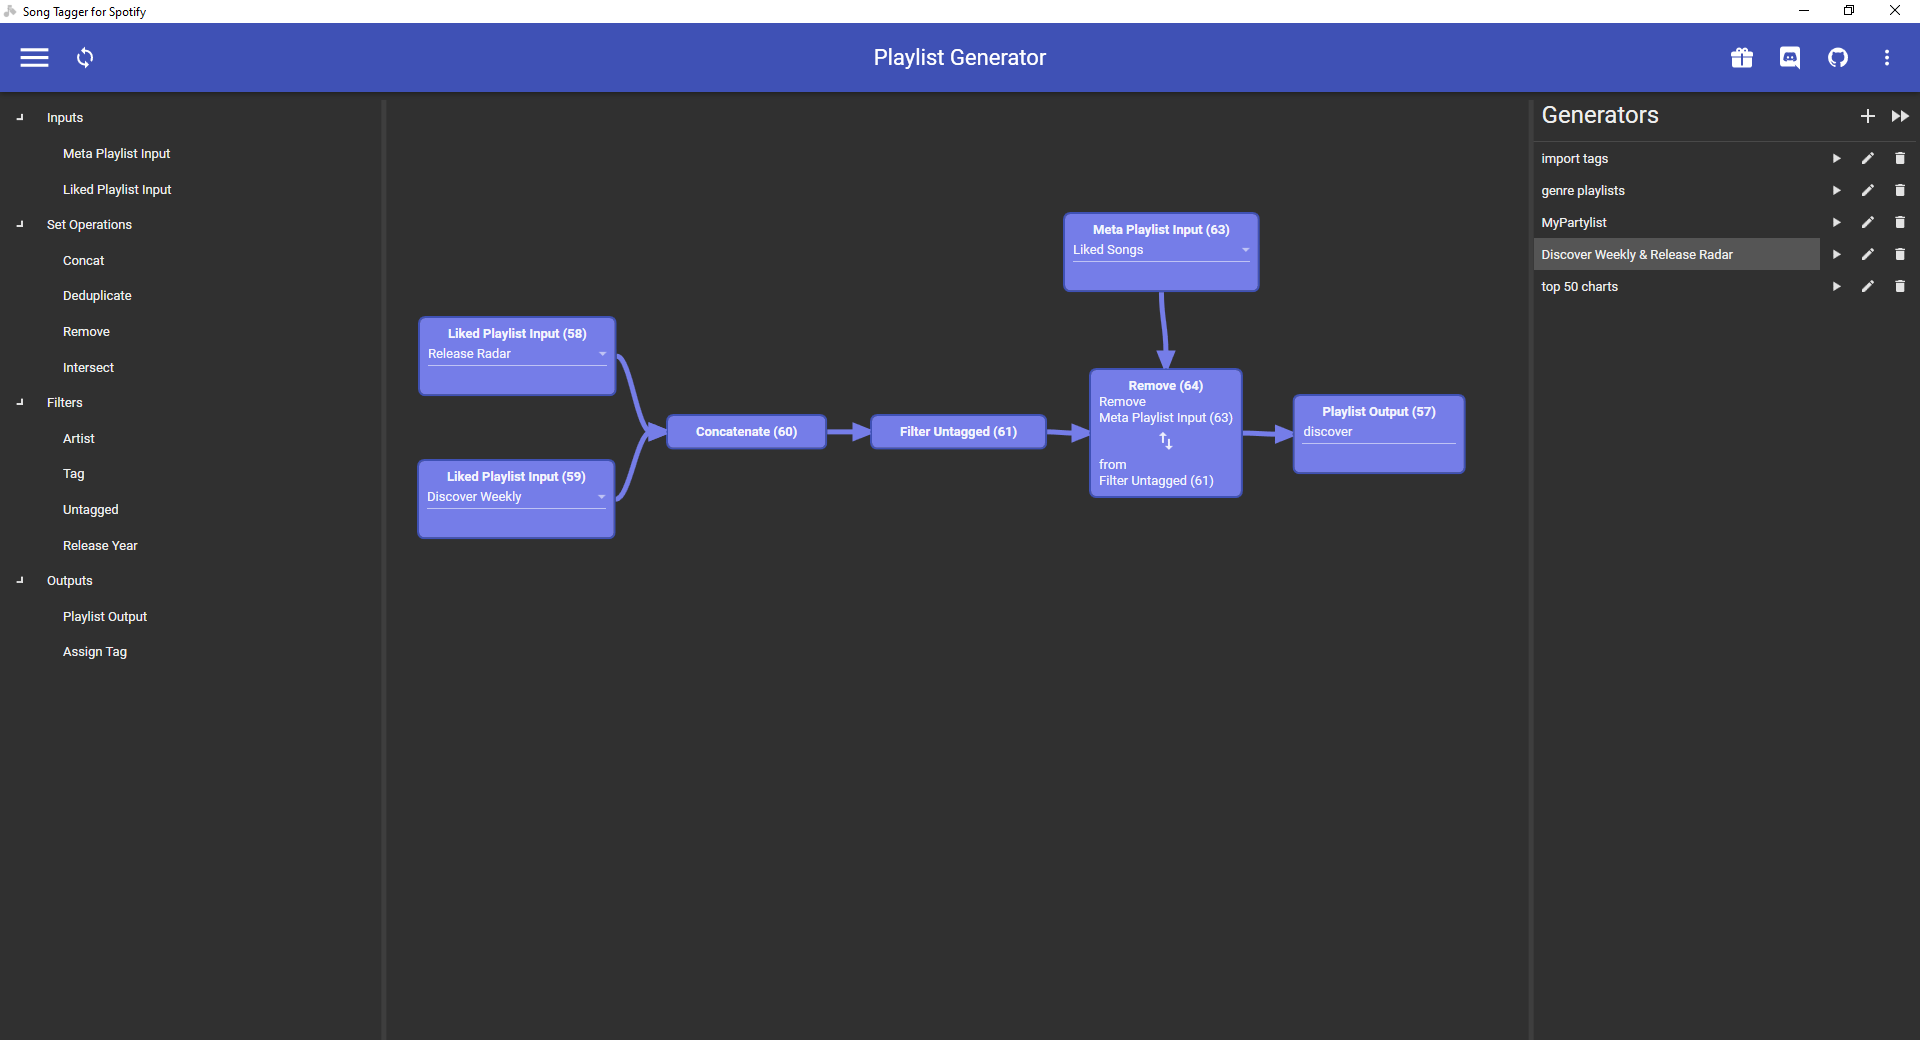 Song Tagger for Spotify
Playlist Generator
Inputs
Meta Playlist Input
Liked Playlist Input
Set Operations
Concat
Deduplicate
Remove
Intersect
Filters
Artist
Tag
Untagged
Release Year
Outputs
Playlist Output
Assign Tag
Meta Playlist Input (63)
Liked Songs
Liked Playlist Input (58)
Release Radar
Liked Playlist Input (59)
Discover Weekly
Concatenate (60)
Filter Untagged (61)
Remove (64)
Remove
Meta Playlist Input (63)
from
Filter Untagged (61)
Playlist Output (57)
discover
Generators
import tags
genre playlists
MyPartylist
Discover Weekly & Release Radar
top 50 charts